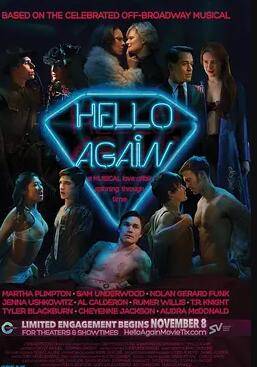 BASED ON THE CELEBRATED OFF-BROADWAY MUSICAL
HELLO
AGAIN
a MUSICAL love affair
through
time
MARTHA PLIMPTON • SAM UNDERWOOD • NOLAN GERARD FUNK
JENNA USHKOWITZ • AL CALDERON • RUMER WILLIS • T.R. KNIGHT
TYLER BLACKBURN • CHEYENNE JACKSON • AUDRA McDONALD
LIMITED ENGAGEMENT BEGINS NOVEMBER 8
FOR THEATERS & SHOWTIMES HelloAgainMovieTix.com
SV